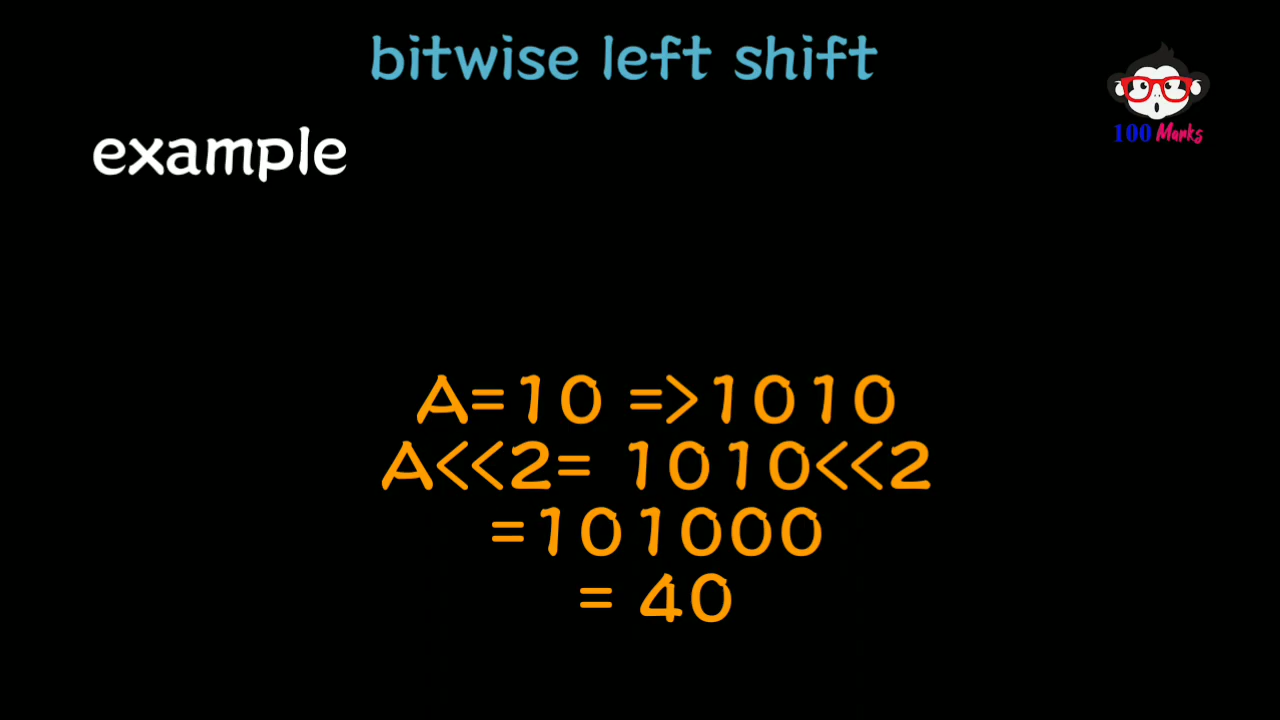 bitwise left shift
100 Marks
example
A=10 =>1010
A<<2= 1010<<2
=101000
= 40